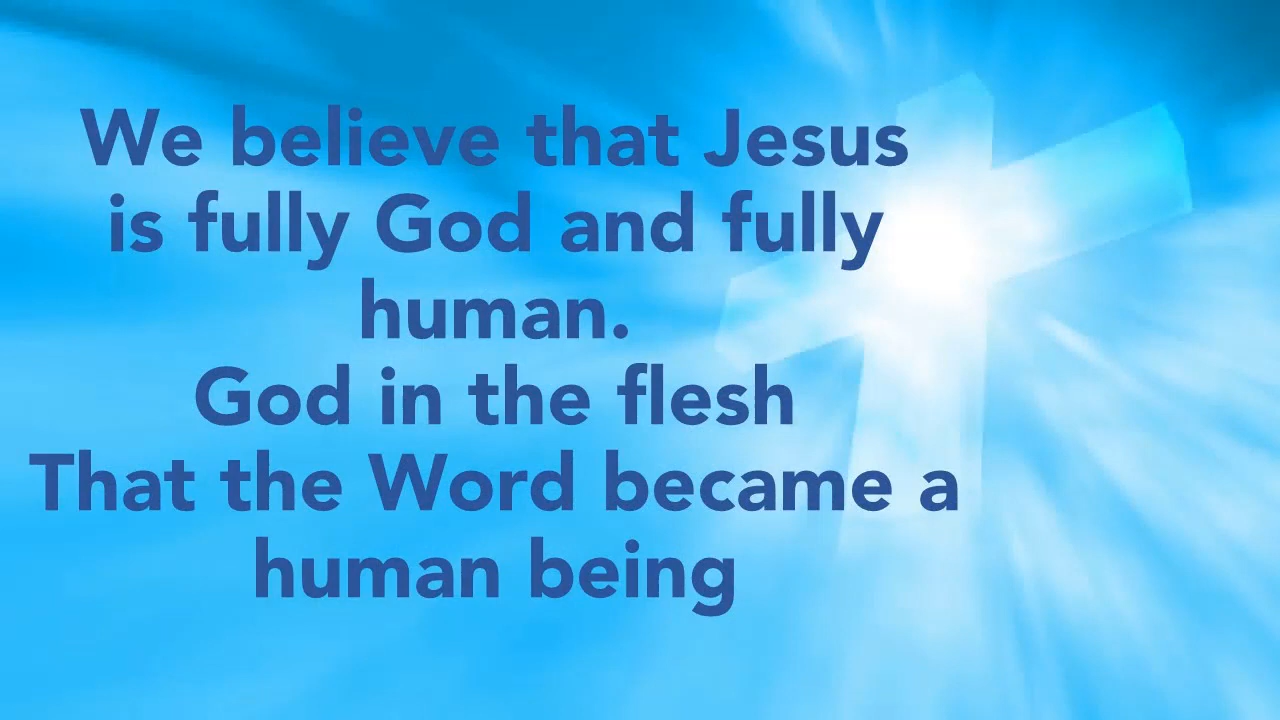 We believe that Jesus
is fully God and fully
human.
God in the flesh
That the Word became a
human being